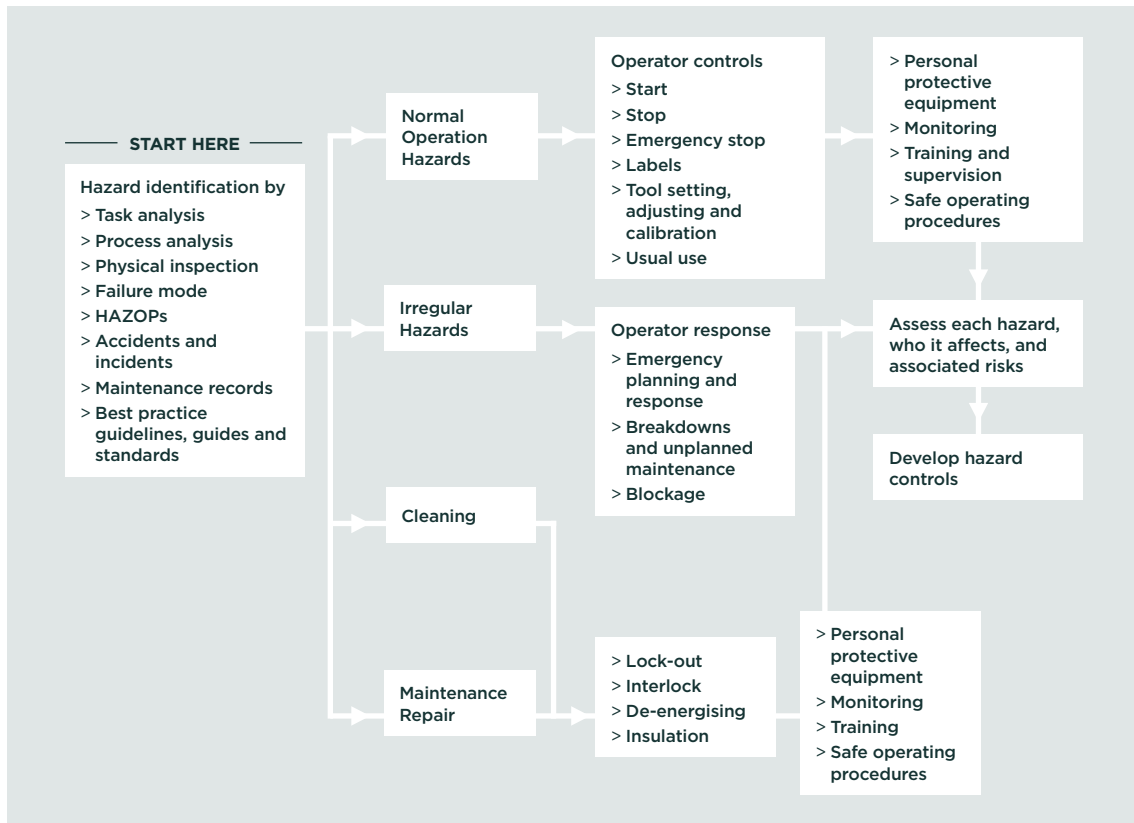 START HERE
Hazard identification by
> Task analysis
> Process analysis
> Physical inspection
> Failure mode
> HAZOPs
> Accidents and
incidents
> Maintenance records
> Best practice
guidelines, guides and
standards
Normal
Operation
Hazards
Operator controls
> Start
> Stop
> Emergency stop
> Labels
> Tool setting,
adjusting and
calibration
> Usual use
> Personal
protective
equipment
> Monitoring
> Training and
supervision
> Safe operating
procedures
Irregular
Hazards
Operator response
> Emergency
planning and
response
> Breakdowns
and unplanned
maintenance
> Blockage
Assess each hazard,
who it affects, and
associated risks
Develop hazard
controls
Cleaning
Maintenance
Repair
> Lock-out
> Interlock
> De-energising
> Insulation
> Personal
protective
equipment
> Monitoring
> Training
> Safe operating
procedures